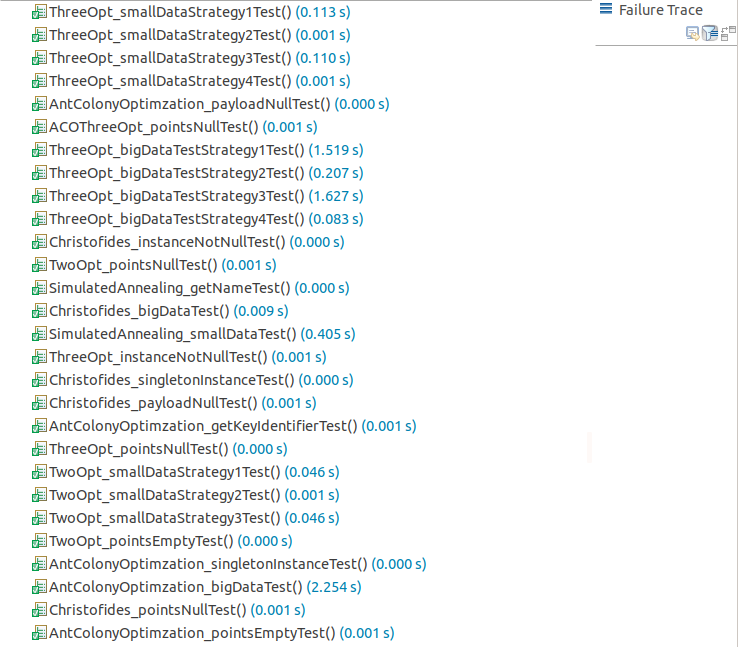 ThreeOpt_smallDataStrategy1Test() (0.113 s)
ThreeOpt_smallDataStrategy2Test() (0.001 s)
ThreeOpt_smallDataStrategy3Test() (0.110 s)
ThreeOpt_smallDataStrategy4Test() (0.001 s)
AntColonyOptimzation_payloadNullTest() (0.000 s)
ACOThreeOpt_pointsNullTest() (0.001 s)
ThreeOpt_bigDataTestStrategy1Test() (1.519 s)
ThreeOpt_bigDataTestStrategy2Test() (0.207 s)
ThreeOpt_bigDataTestStrategy3Test() (1.627 s)
ThreeOpt_bigDataTestStrategy4Test() (0.083 s)
Christofides_instanceNotNullTest() (0.000 s)
TwoOpt_pointsNullTest() (0.001 s)
SimulatedAnnealing_getNameTest() (0.000 s)
Christofides_bigDataTest() (0.009 s)
SimulatedAnnealing_smallDataTest() (0.405 s)
ThreeOpt_instanceNotNullTest() (0.001 s)
Christofides_singletonInstanceTest() (0.000 s)
Christofides_payloadNullTest() (0.001 s)
AntColonyOptimzation_getKeyIdentifierTest() (0.001 s)
ThreeOpt_pointsNullTest() (0.000 s)
TwoOpt_smallDataStrategy1Test() (0.046 s)
TwoOpt_smallDataStrategy2Test() (0.001 s)
TwoOpt_smallDataStrategy3Test() (0.046 s)
TwoOpt_pointsEmptyTest() (0.000 s)
AntColonyOptimzation_singletonInstanceTest() (0.000 s)
AntColonyOptimzation_bigDataTest() (2.254 s)
Christofides_pointsNullTest() (0.001 s)
AntColonyOptimzation_pointsEmptyTest() (0.001 s)
Failure Trace